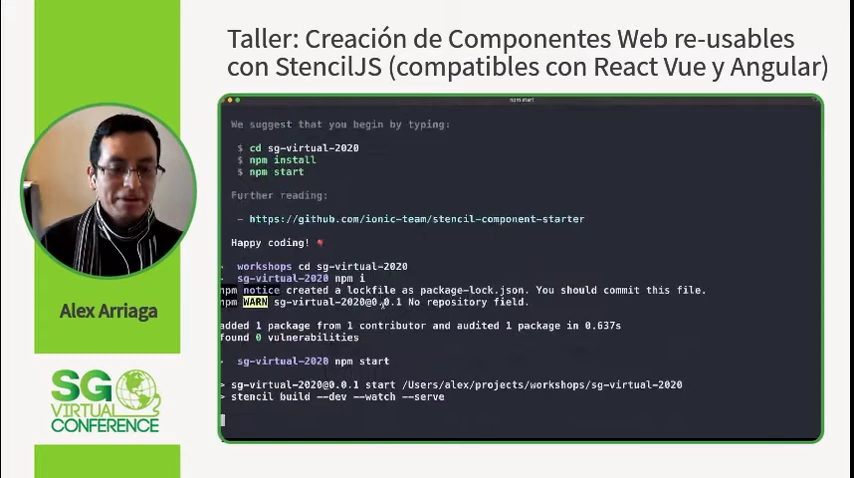 Taller: Creación de Componentes Web re-usables
con StencilJS (compatibles con React Vue y Angular)
npm start
We suggest that you begin by typing:
$ cd sg-virtual-2020
$ npm install
$ npm start
Further reading:
- https://github.com/ionic-team/stencil-component-starter
Happy coding!
workshops cd sg-virtual-2020
sg-virtual-2020 npm i
npm notice created a lockfile as package-lock.json. You should commit this file.
npm WARN sg-virtual-2020@0.0.1 No repository field.
added 1 package from 1 contributor and audited 1 package in 0.637s
found 0 vulnerabilities
sg-virtual-2020 npm start
> sg-virtual-2020@0.0.1 start /Users/alex/projects/workshops/sg-virtual-2020
> stencil build --dev --watch --serve
Alex Arriaga
SG
VIRTUAL
CONFERENCE